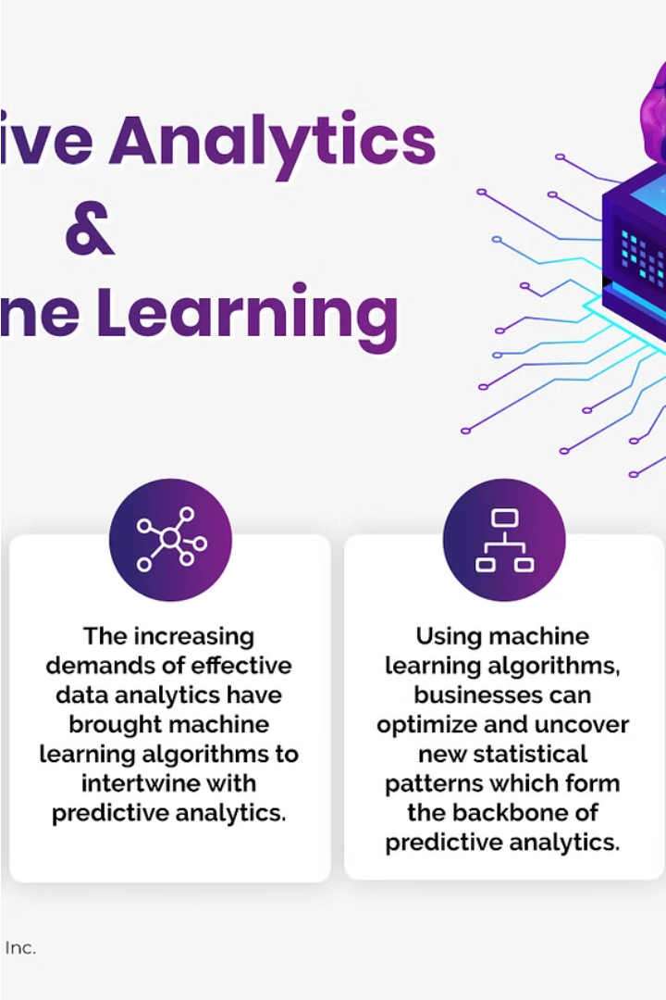 ive Analytics
&
ne Learning
The increasing
demands of effective
data analytics have
brought machine
learning algorithms to
intertwine with
predictive analytics.
Using machine
learning algorithms,
businesses can
optimize and uncover
new statistical
patterns which form
the backbone of
predictive analytics.
Inc.